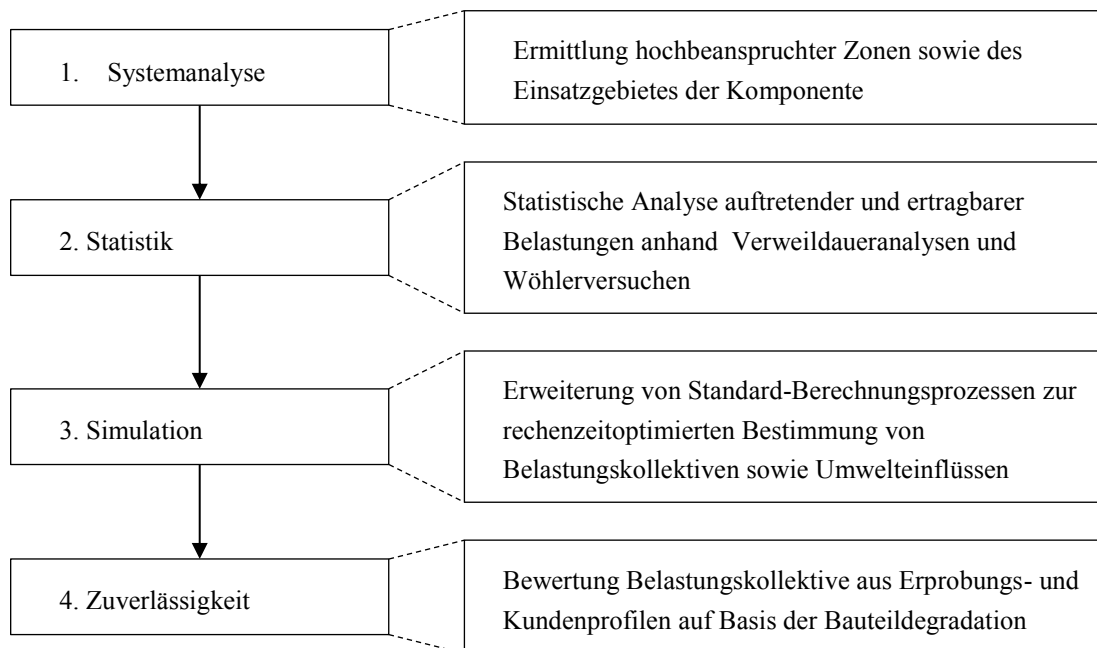 1. Systemanalyse
Ermittlung hochbeanspruchter Zonen sowie des
Einsatzgebietes der Komponente
2. Statistik
Statistische Analyse auftretender und ertragbarer
Belastungen anhand Verweildaueranalysen und
Wöhlerversuchen
3. Simulation
Erweiterung von Standard-Berechnungsprozessen zur
rechenzeitoptimierten Bestimmung von
Belastungskollektiven sowie Umwelteinflüssen
4. Zuverlässigkeit
Bewertung Belastungskollektive aus Erprobungs- und
Kundenprofilen auf Basis der Bauteildegradation